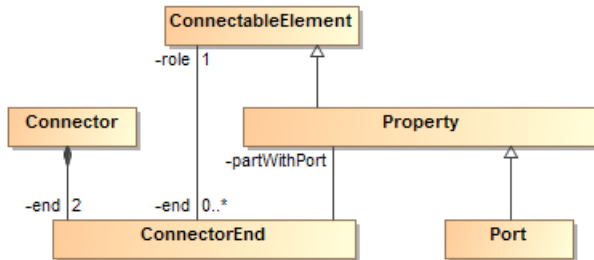 ConnectableElement
-role 1
Connector
Property
-partWithPort
-end 2
-end 0..*
ConnectorEnd
Port